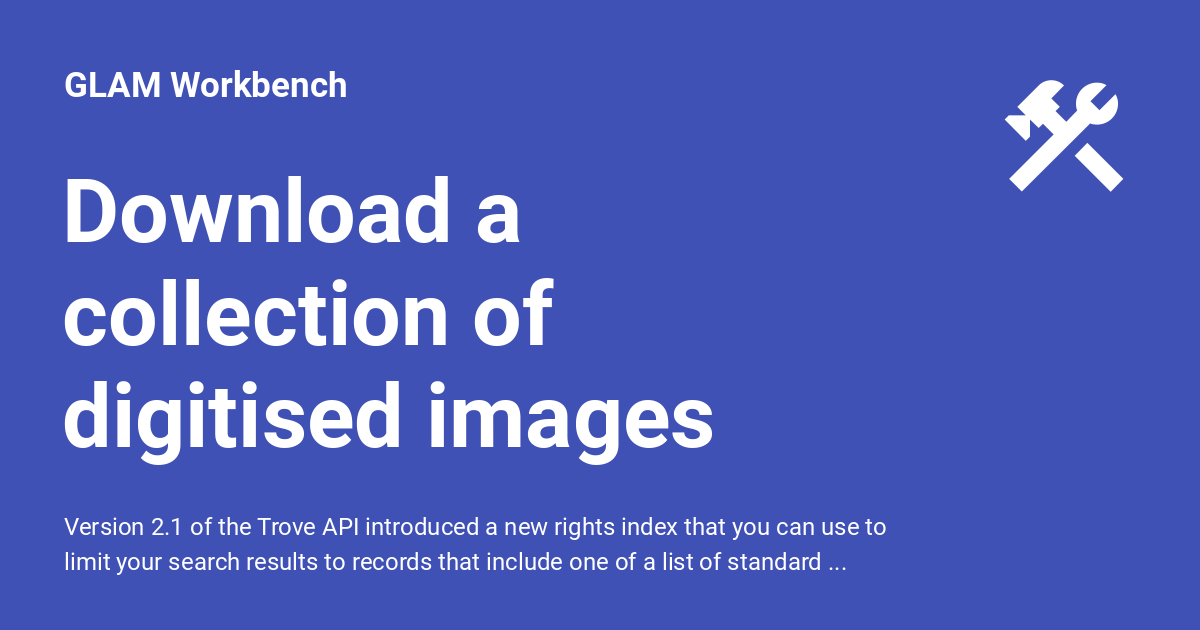 GLAM Workbench
Download a
collection of
digitised images
Version 2.1 of the Trove API introduced a new rights index that you can use to
limit your search results to records that include one of a list of standard ...